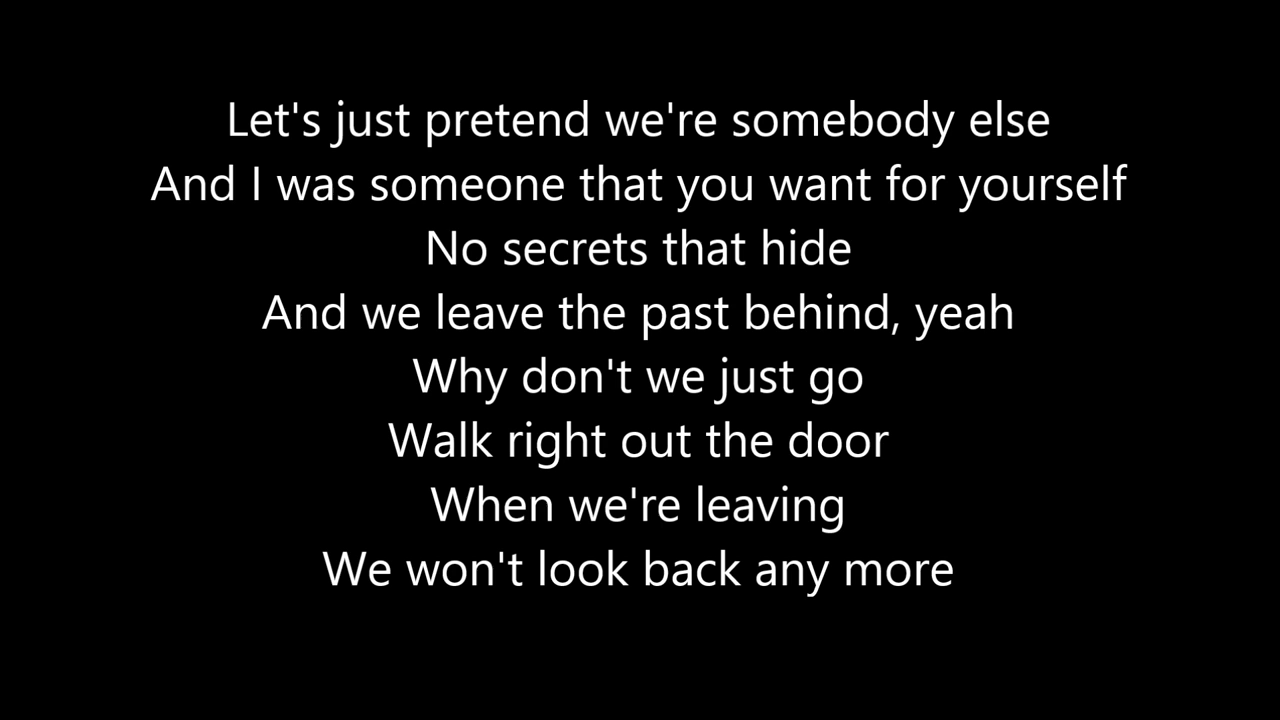 Let's just pretend we're somebody else
And I was someone that you want for yourself
No secrets that hide
And we leave the past behind, yeah
Why don't we just go
Walk right out the door
When we're leaving
We won't look back any more